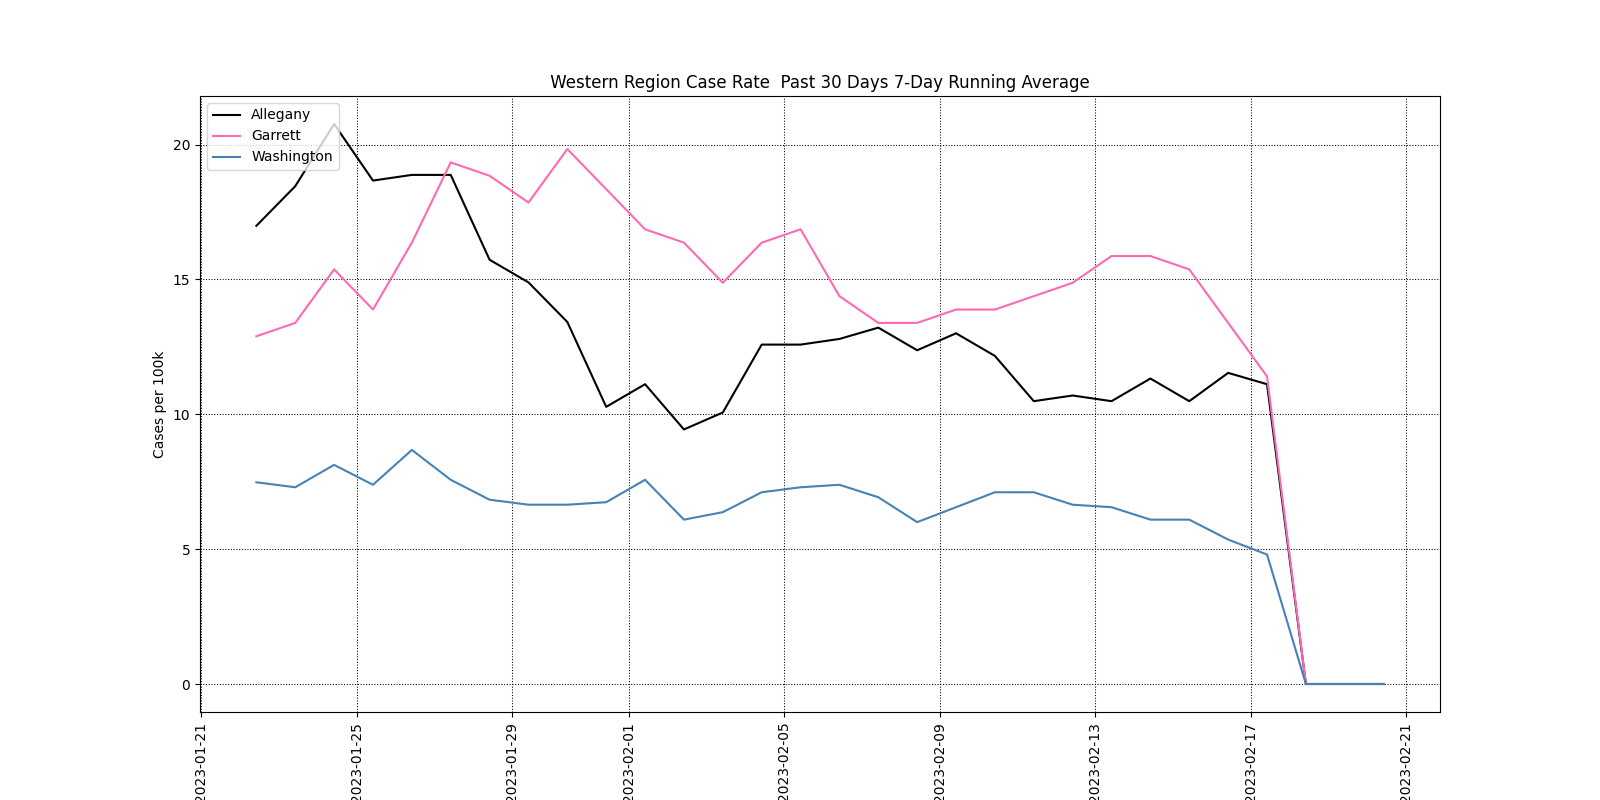 Western Region Case Rate  Past 30 Days 7-Day Running Average
Allegany
Garrett
Washington
Cases per 100k
20
15
10
5
0
2023-01-21
2023-01-25
2023-01-29
2023-02-01
2023-02-05
2023-02-09
2023-02-13
2023-02-17
2023-02-21